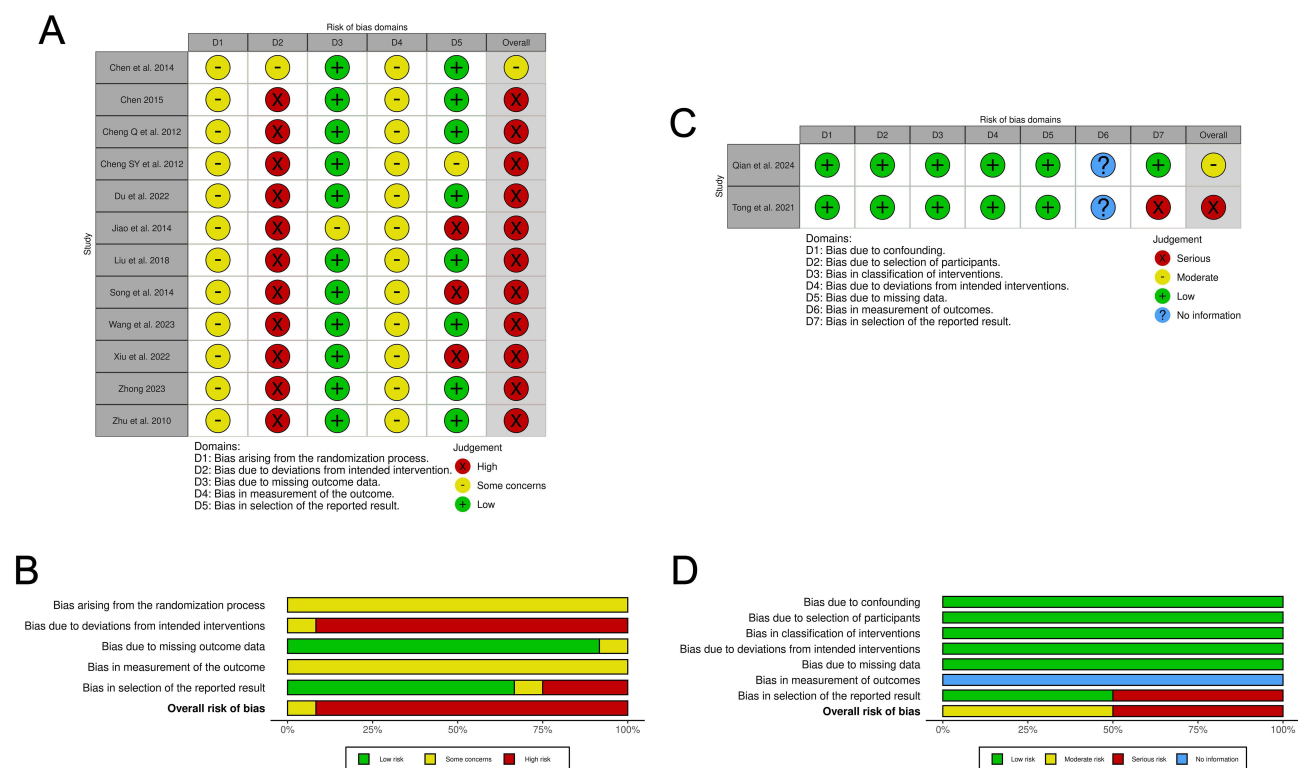 A
Risk of bias domains
D1 D2 D3 D4 D5 Overall
Study
Chen et al. 2014 - - + - + -
Chen 2015 - X + - + X
Cheng Q et al. 2012 - X + - + X
Cheng SY et al. 2012 - X + - - X
Du et al. 2022 - X + - + X
Jiao et al. 2014 - X - - X X
Liu et al. 2018 - X + - + X
Song et al. 2014 - X + - X X
Wang et al. 2023 - X + - + X
Xiu et al. 2022 - X + - X X
Zhong 2023 - X + - + X
Zhu et al. 2010 - X + - + X
Domains:
D1: Bias arising from the randomization process.
D2: Bias due to deviations from intended intervention.
D3: Bias due to missing outcome data.
D4: Bias in measurement of the outcome.
D5: Bias in selection of the reported result.
Judgement
X High
- Some concerns
+ Low
B
Bias arising from the randomization process
Bias due to deviations from intended interventions
Bias due to missing outcome data
Bias in measurement of the outcome
Bias in selection of the reported result
Overall risk of bias
0% 25% 50% 75% 100%
Low risk Some concerns High risk
C
Risk of bias domains
D1 D2 D3 D4 D5 D6 D7 Overall
Study
Qian et al. 2024 + + + + + ? + -
Tong et al. 2021 + + + + + ? X X
Domains:
D1: Bias due to confounding.
D2: Bias due to selection of participants.
D3: Bias in classification of interventions.
D4: Bias due to deviations from intended interventions.
D5: Bias due to missing data.
D6: Bias in measurement of outcomes.
D7: Bias in selection of the reported result.
Judgement
X Serious
- Moderate
+ Low
? No information
D
Bias due to confounding
Bias due to selection of participants
Bias in classification of interventions
Bias due to deviations from intended interventions
Bias due to missing data
Bias in measurement of outcomes
Bias in selection of the reported result
Overall risk of bias
0% 25% 50% 75% 100%
Low risk Moderate risk Serious risk No information